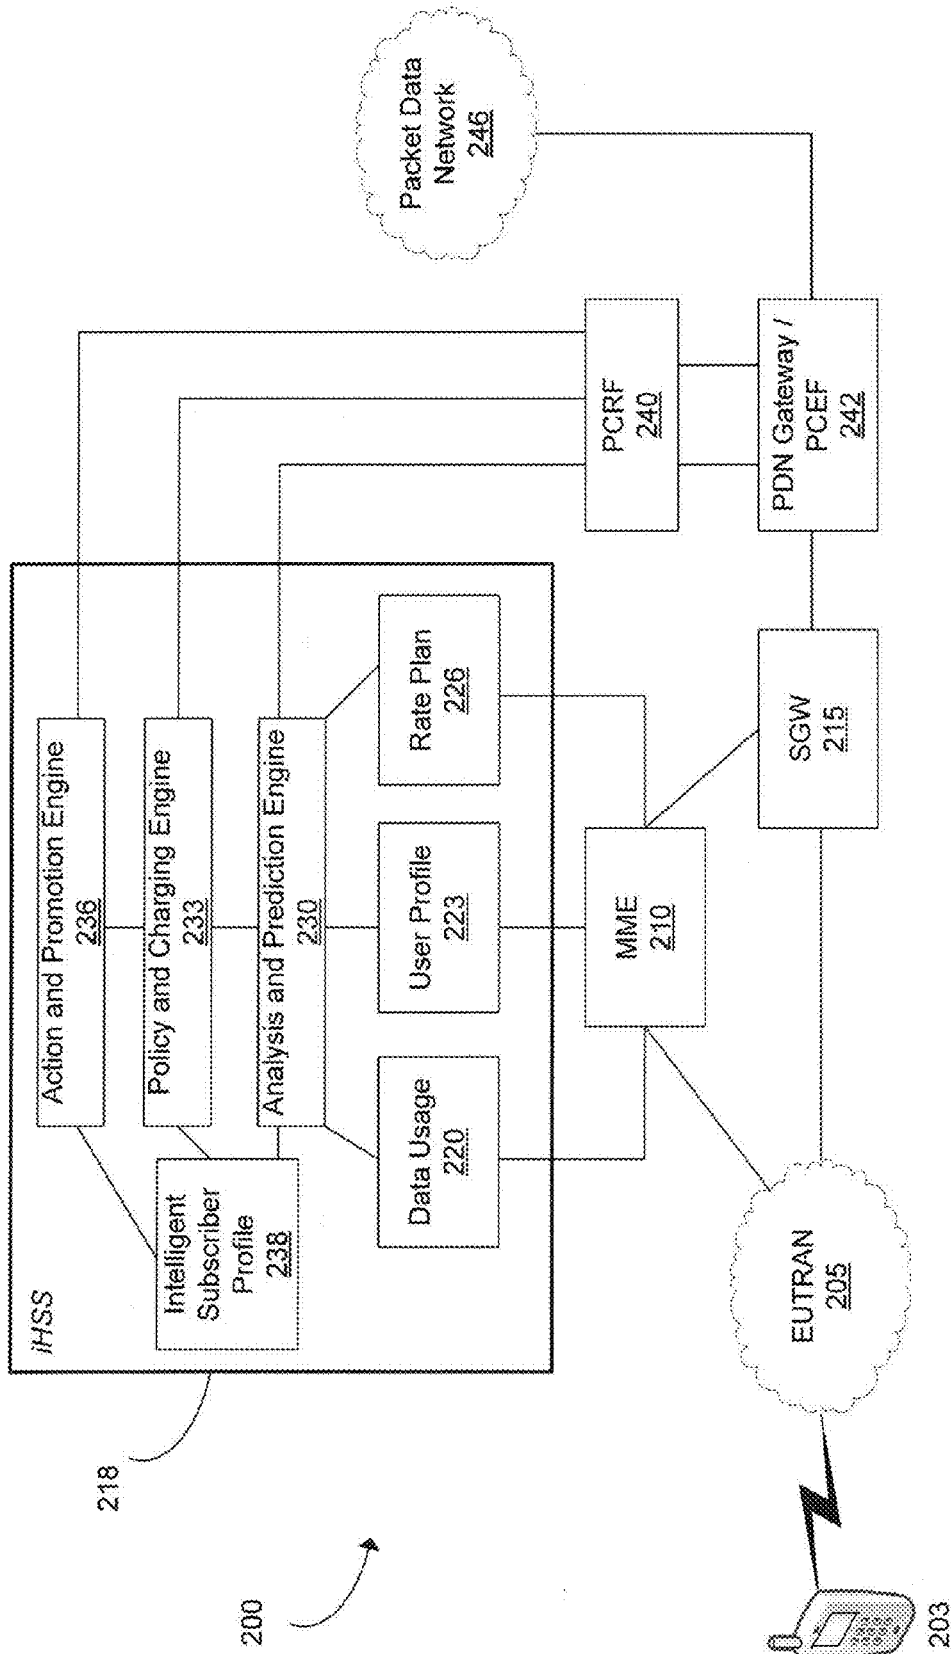 iHSS
Action and Promotion Engine
236
Policy and Charging Engine
233
Intelligent
Subscriber
Profile
238
Analysis and Prediction Engine
230
Data Usage
220
User Profile
223
Rate Plan
226
218
200
203
EUTRAN
205
MME
210
SGW
215
PCRF
240
PDN Gateway /
PCEF
242
Packet Data
Network
246